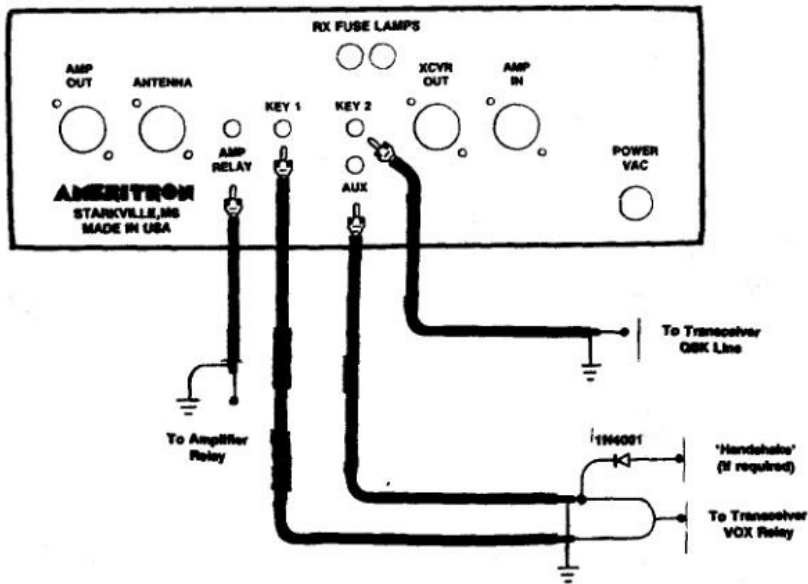 RX FUSE LAMPS
AMP
OUT
ANTENNA
KEY 1
KEY 2
XCVR
OUT
AMP
IN
AMP
RELAY
AUX
POWER
VAC
AMERITRON
STARKVILLE, MS
MADE IN USA
To Transceiver
QSK Line
To Amplifier
Relay
1N4001
'Handshake'
(if required)
To Transceiver
VOX Relay